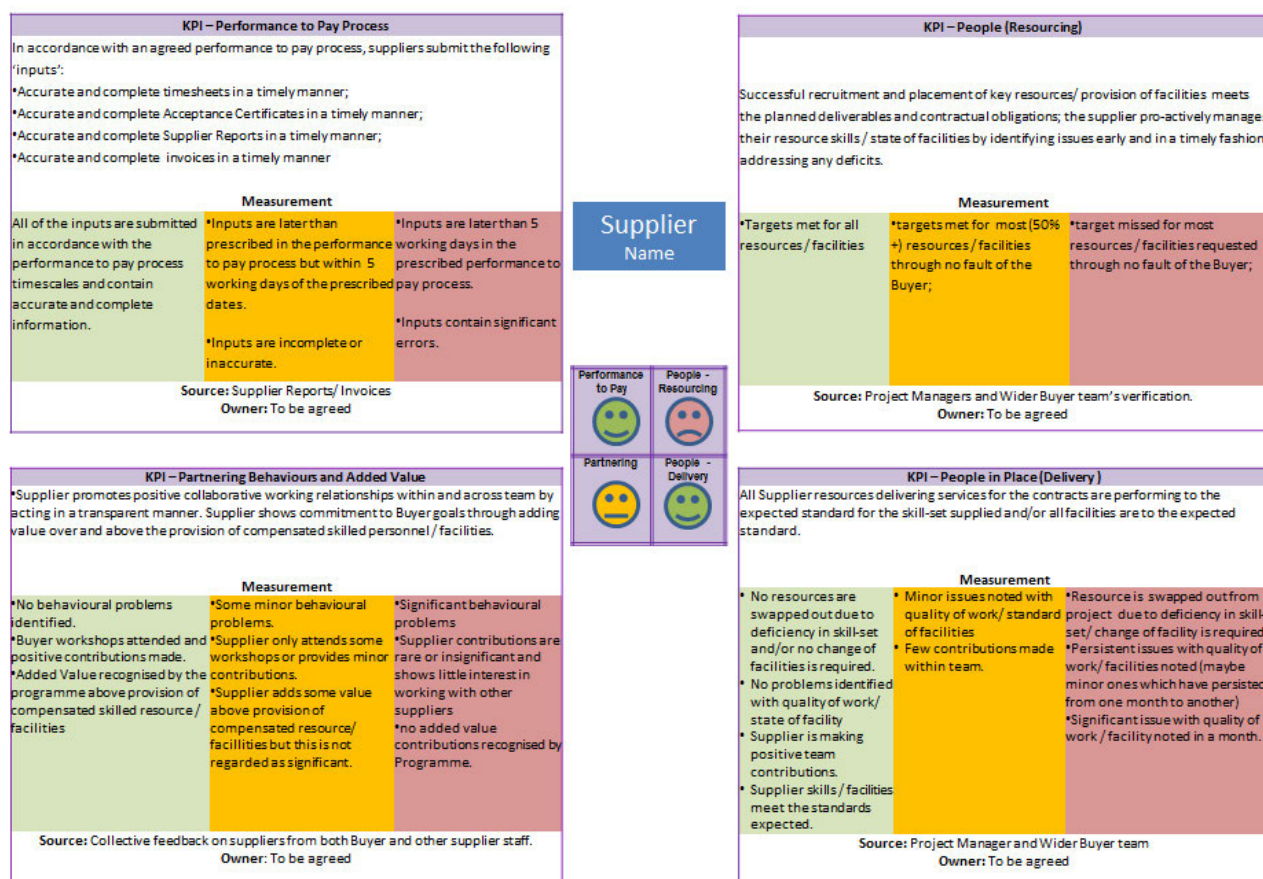 KPI – Performance to Pay Process
In accordance with an agreed performance to pay process, suppliers submit the following
'inputs':
•Accurate and complete timesheets in a timely manner;
•Accurate and complete Acceptance Certificates in a timely manner;
•Accurate and complete Supplier Reports in a timely manner;
•Accurate and complete invoices in a timely manner
Measurement
All of the inputs are submitted
in accordance with the
performance to pay process
timescales and contain
accurate and complete
information.
•Inputs are later than
prescribed in the performance
to pay process but within 5
working days of the prescribed
dates.
•Inputs are incomplete or
inaccurate.
•Inputs are later than 5
working days in the
prescribed performance to
pay process.
•Inputs contain significant
errors.
Source: Supplier Reports/ Invoices
Owner: To be agreed
KPI – People (Resourcing)
Successful recruitment and placement of key resources/ provision of facilities meets
the planned deliverables and contractual obligations; the supplier pro-actively manage
their resource skills / state of facilities by identifying issues early and in a timely fashion
addressing any deficits.
Measurement
•Targets met for all
resources / facilities
•targets met for most (50%
+) resources / facilities
through no fault of the
Buyer;
•target missed for most
resources / facilities requested
through no fault of the Buyer;
Source: Project Managers and Wider Buyer team's verification.
Owner: To be agreed
Supplier
Name
Performance
to Pay
People -
Resourcing
Partnering
People -
Delivery
KPI – Partnering Behaviours and Added Value
•Supplier promotes positive collaborative working relationships within and across team by
acting in a transparent manner. Supplier shows commitment to Buyer goals through adding
value over and above the provision of compensated skilled personnel / facilities.
Measurement
•No behavioural problems
identified.
•Buyer workshops attended and
positive contributions made.
•Added Value recognised by the
programme above provision of
compensated skilled resource /
facilities
•Some minor behavioural
problems.
•Supplier only attends some
workshops or provides minor
contributions.
•Supplier adds some value
above provision of
compensated resource/
facillities but this is not
regarded as significant.
•Significant behavioural
problems
•Supplier contributions are
rare or insignificant and
shows little interest in
working with other
suppliers
•no added value
contributions recognised by
Programme.
Source: Collective feedback on suppliers from both Buyer and other supplier staff.
Owner: To be agreed
KPI – People in Place (Delivery )
All Supplier resources delivering services for the contracts are performing to the
expected standard for the skill-set supplied and/or all facilities are to the expected
standard.
Measurement
• No resources are
swapped out due to
deficiency in skill-set
and/or no change of
facilities is required.
• No problems identified
with quality of work/
state of facility
• Supplier is making
positive team
contributions.
• Supplier skills / facilities
meet the standards
expected.
• Minor issues noted with
quality of work/ standard
of facilities
• Few contributions made
within team.
•Resource is swapped out from
project due to deficiency in skill-
set/ change of facility is required
•Persistent issues with quality of
work/ facilities noted (maybe
minor ones which have persisted
from one month to another)
•Significant issue with quality of
work / facility noted in a month.
Source: Project Manager and Wider Buyer team
Owner: To be agreed